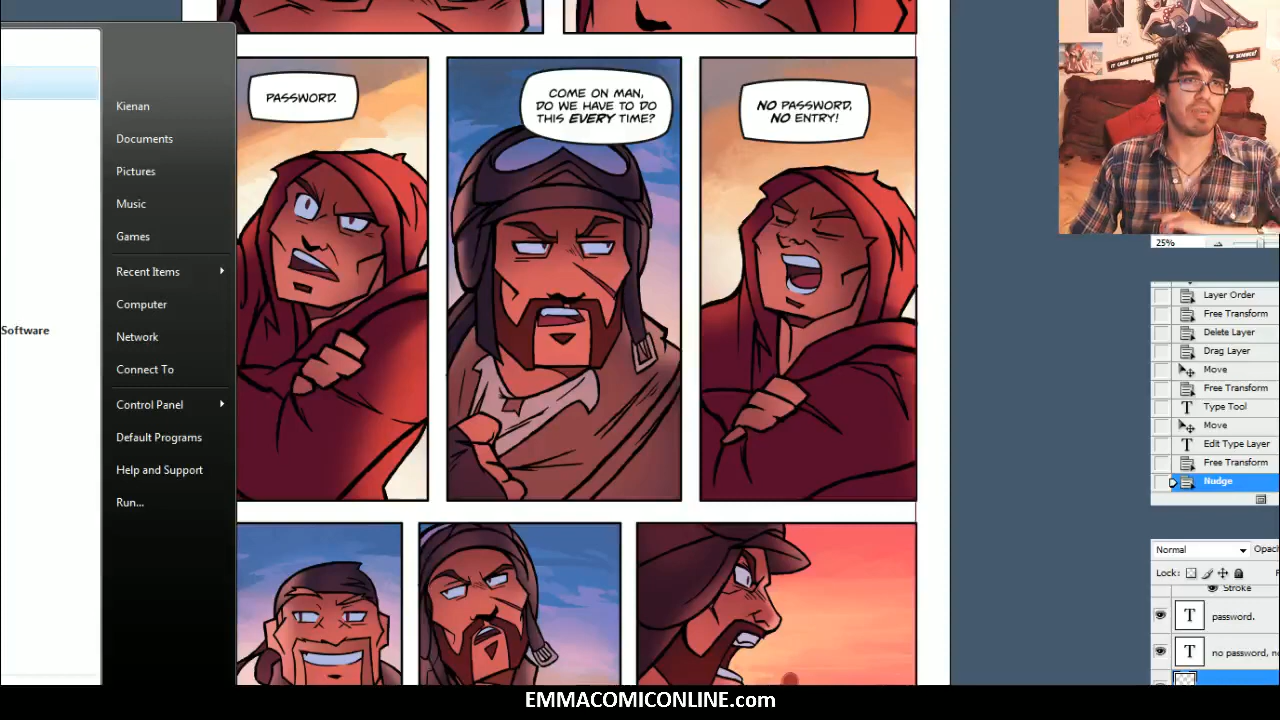 Kienan
Documents
Pictures
Music
Games
Recent Items
Computer
Network
Connect To
Control Panel
Default Programs
Help and Support
Run...
Software
PASSWORD.
COME ON MAN,
DO WE HAVE TO DO
THIS EVERY TIME?
NO PASSWORD,
NO ENTRY!
25%
Layer Order
Free Transform
Delete Layer
Drag Layer
Move
Free Transform
Type Tool
Move
Edit Type Layer
Free Transform
Nudge
Normal
Opac
Lock:
Stroke
T password.
T no password, n
EMMACOMICONLINE.com